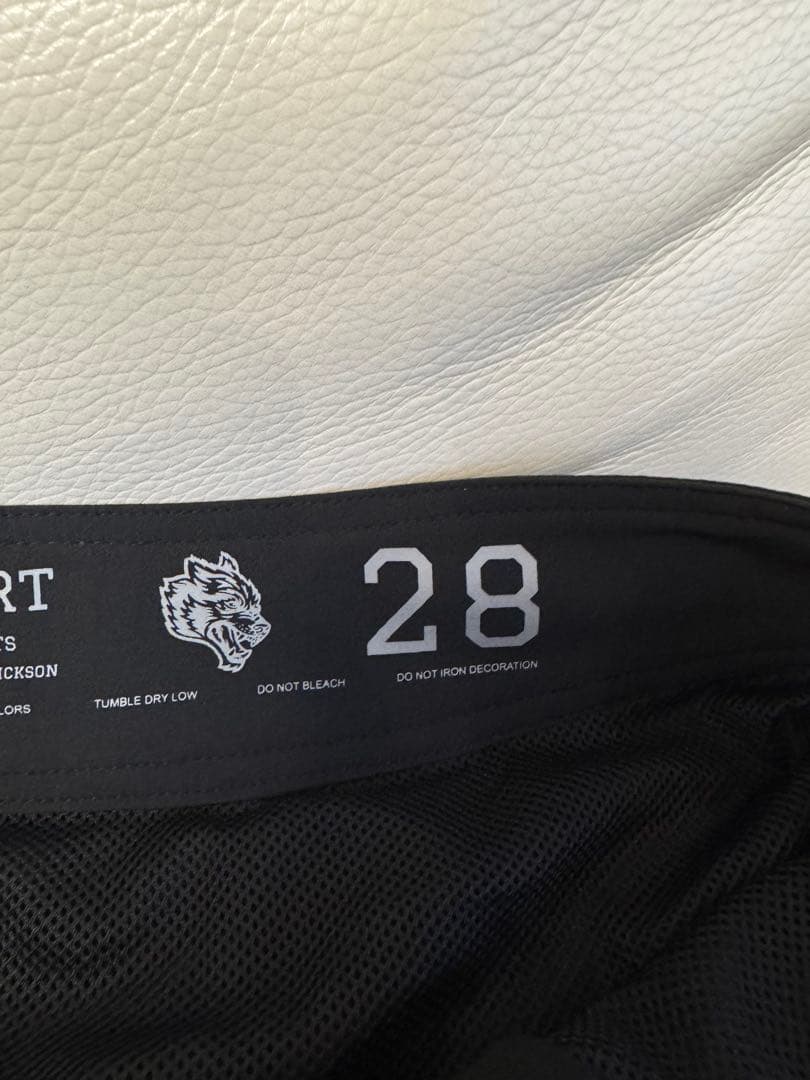 RT
28
TS
ICKSON
LORS
TUMBLE DRY LOW
DO NOT BLEACH
DO NOT IRON DECORATION